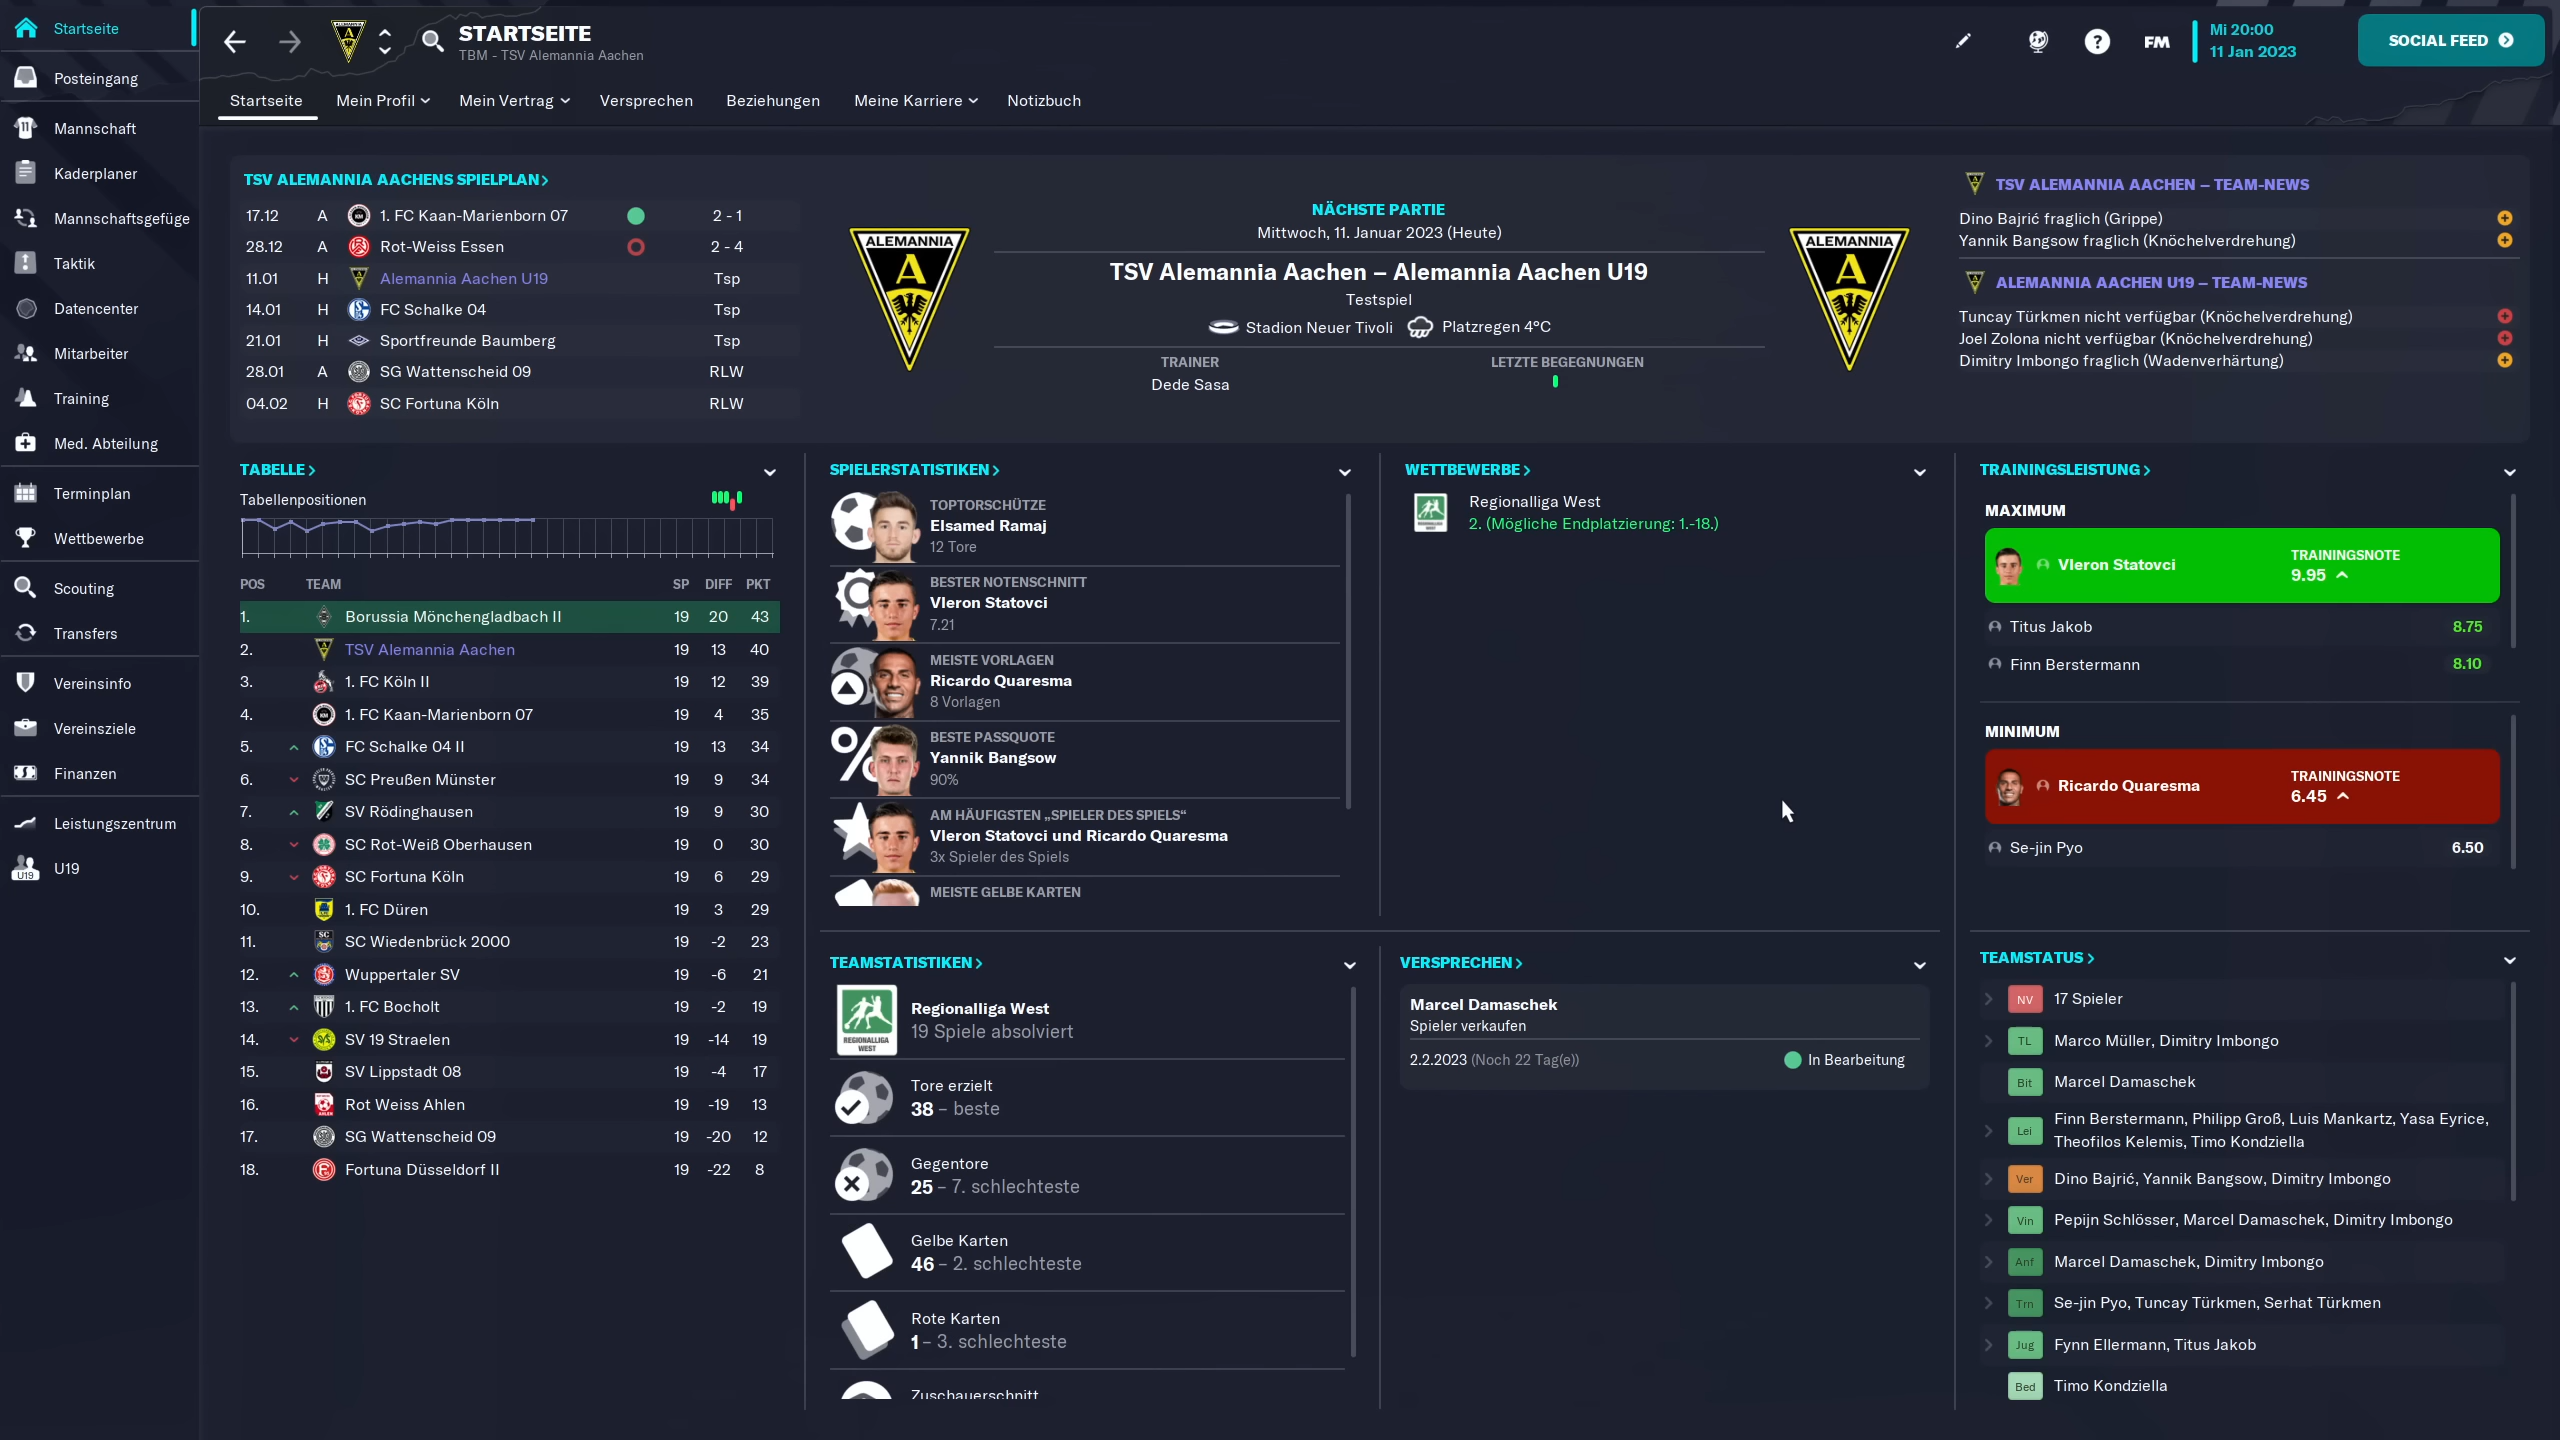 Startseite
Posteingang
Mannschaft
Kaderplaner
Mannschaftsgefüge
Taktik
Datencenter
Mitarbeiter
Training
Med. Abteilung
Terminplan
Wettbewerbe
Scouting
Transfers
Vereinsinfo
Vereinsziele
Finanzen
Leistungszentrum
U19
STARTSEITE
TBM - TSV Alemannia Aachen
FM
Mi 20:00
11 Jan 2023
SOCIAL FEED
Startseite Mein Profil Mein Vertrag Versprechen Beziehungen Meine Karriere Notizbuch
TSV ALEMANNIA AACHENS SPIELPLAN
17.12 A 1. FC Kaan-Marienborn 07 2 - 1
28.12 A Rot-Weiss Essen 2 - 4
11.01 H Alemannia Aachen U19 Tsp
14.01 H FC Schalke 04 Tsp
21.01 H Sportfreunde Baumberg Tsp
28.01 A SG Wattenscheid 09 RLW
04.02 H SC Fortuna Köln RLW
ALEMANNIA
A
NÄCHSTE PARTIE
Mittwoch, 11. Januar 2023 (Heute)
TSV Alemannia Aachen – Alemannia Aachen U19
Testspiel
Stadion Neuer Tivoli Platzregen 4°C
TRAINER LETZTE BEGEGNUNGEN
Dede Sasa
ALEMANNIA
A
TSV ALEMANNIA AACHEN – TEAM-NEWS
Dino Bajrić fraglich (Grippe)
Yannik Bangsow fraglich (Knöchelverdrehung)
ALEMANNIA AACHEN U19 – TEAM-NEWS
Tuncay Türkmen nicht verfügbar (Knöchelverdrehung)
Joel Zolona nicht verfügbar (Knöchelverdrehung)
Dimitry Imbongo fraglich (Wadenverhärtung)
TABELLE
Tabellenpositionen
POS TEAM SP DIFF PKT
1. Borussia Mönchengladbach II 19 20 43
2. TSV Alemannia Aachen 19 13 40
3. 1. FC Köln II 19 12 39
4. 1. FC Kaan-Marienborn 07 19 4 35
5. FC Schalke 04 II 19 13 34
6. SC Preußen Münster 19 9 34
7. SV Rödinghausen 19 9 30
8. SC Rot-Weiß Oberhausen 19 0 30
9. SC Fortuna Köln 19 6 29
10. 1. FC Düren 19 3 29
11. SC Wiedenbrück 2000 19 -2 23
12. Wuppertaler SV 19 -6 21
13. 1. FC Bocholt 19 -2 19
14. SV 19 Straelen 19 -14 19
15. SV Lippstadt 08 19 -4 17
16. Rot Weiss Ahlen 19 -19 13
17. SG Wattenscheid 09 19 -20 12
18. Fortuna Düsseldorf II 19 -22 8
SPIELERSTATISTIKEN
TOPTORSCHÜTZE
Elsamed Ramaj
12 Tore
BESTER NOTENSCHNITT
Vleron Statovci
7.21
MEISTE VORLAGEN
Ricardo Quaresma
8 Vorlagen
BESTE PASSQUOTE
Yannik Bangsow
90%
AM HÄUFIGSTEN „SPIELER DES SPIELS“
Vleron Statovci und Ricardo Quaresma
3x Spieler des Spiels
MEISTE GELBE KARTEN
WETTBEWERBE
Regionalliga West
2. (Mögliche Endplatzierung: 1.-18.)
TRAININGSLEISTUNG
MAXIMUM
Vleron Statovci
TRAININGSNOTE
9.95
Titus Jakob 8.75
Finn Berstermann 8.10
MINIMUM
Ricardo Quaresma
TRAININGSNOTE
6.45
Se-jin Pyo 6.50
TEAMSTATISTIKEN
REGIONALLIGA
WEST
Regionalliga West
19 Spiele absolviert
Tore erzielt
38 – beste
Gegentore
25 – 7. schlechteste
Gelbe Karten
46 – 2. schlechteste
Rote Karten
1 – 3. schlechteste
Zuschauerschnitt
VERSPRECHEN
Marcel Damaschek
Spieler verkaufen
2.2.2023 (Noch 22 Tag(e)) In Bearbeitung
TEAMSTATUS
NV 17 Spieler
TL Marco Müller, Dimitry Imbongo
Bit Marcel Damaschek
Lei Finn Berstermann, Philipp Groß, Luis Mankartz, Yasa Eyrice,
Theofilos Kelemis, Timo Kondziella
Ver Dino Bajrić, Yannik Bangsow, Dimitry Imbongo
Vin Pepijn Schlösser, Marcel Damaschek, Dimitry Imbongo
Anf Marcel Damaschek, Dimitry Imbongo
Trn Se-jin Pyo, Tuncay Türkmen, Serhat Türkmen
Jug Fynn Ellermann, Titus Jakob
Bed Timo Kondziella